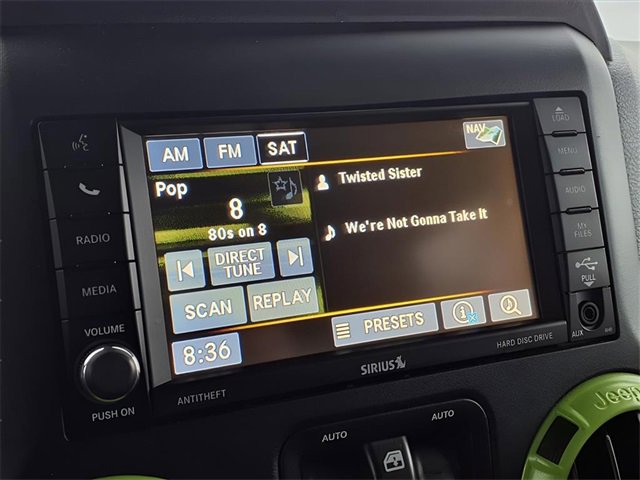 LOAD
MENU
AUDIO
MY
FILES
PULL
AUX
RADIO
MEDIA
VOLUME
PUSH ON
AM FM SAT
NAV
Pop
8
80s on 8
Twisted Sister
We're Not Gonna Take It
DIRECT
TUNE
SCAN REPLAY
PRESETS
8:36
SIRIUS
HARD DISC DRIVE
ANTITHEFT
AUTO AUTO
Jeep